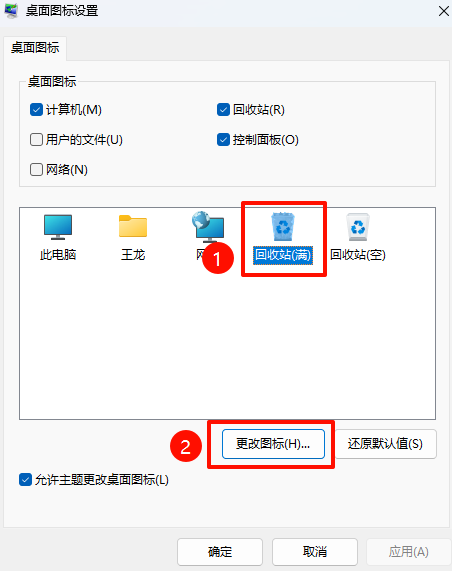 桌面图标设置
桌面图标
桌面图标
计算机(M)
回收站(R)
用户的文件(U)
控制面板(O)
网络(N)
此电脑
王龙
网
1
回收站(满)
回收站(空)
2
更改图标(H)...
还原默认值(S)
允许主题更改桌面图标(L)
确定
取消
应用(A)